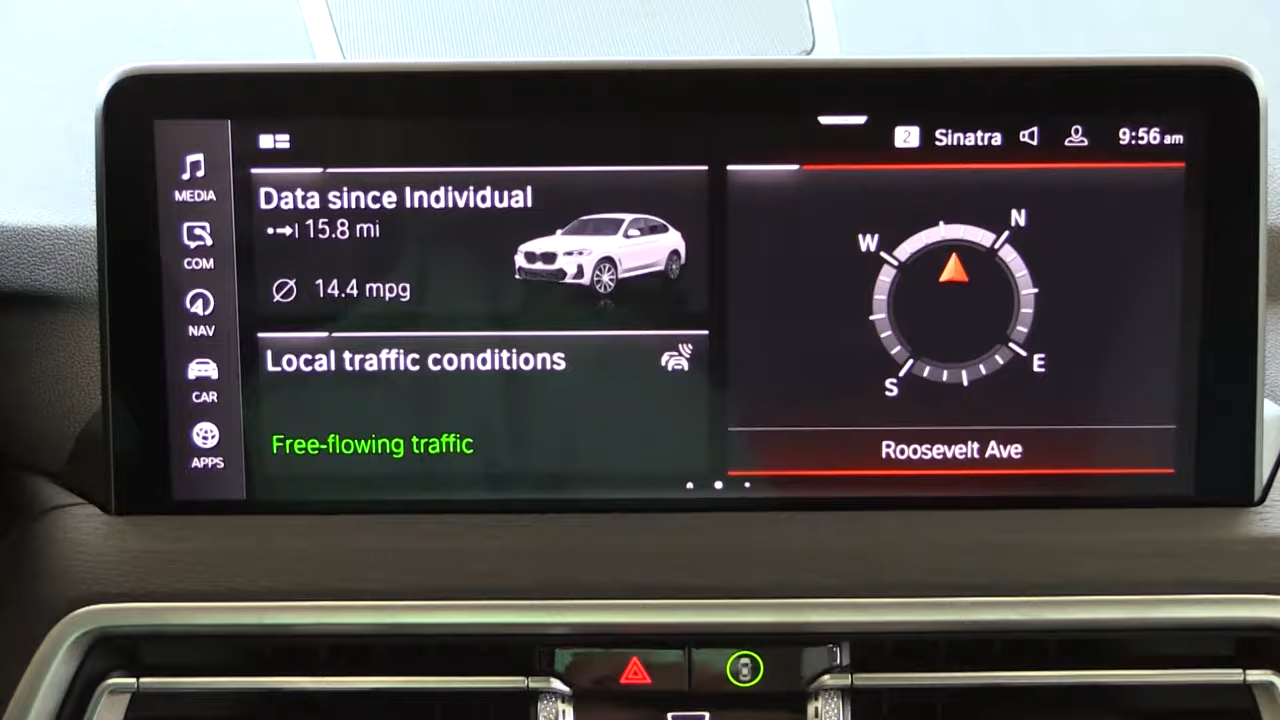 2 Sinatra 9:56 am
MEDIA
COM
NAV
CAR
APPS
Data since Individual
15.8 mi
14.4 mpg
Local traffic conditions
Free-flowing traffic
N
W
E
S
Roosevelt Ave